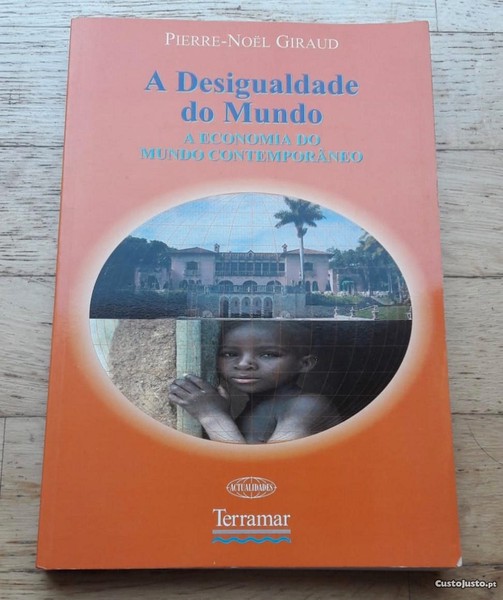 PIERRE-NOËL GIRAUD
A Desigualdade
do Mundo
A ECONOMIA DO
MUNDO CONTEMPORÂNEO
ACTUALIDADES
Terramar
CustoJusto.pt